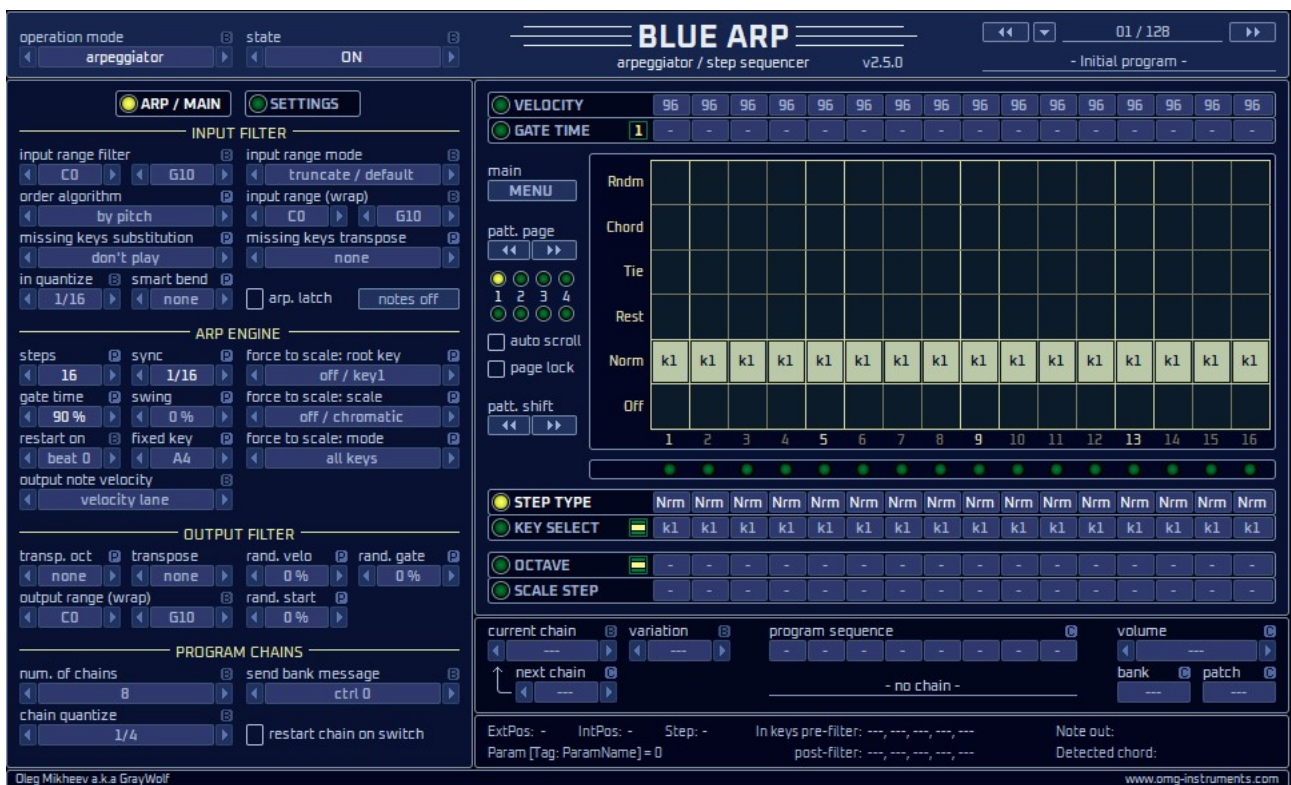 operation mode B state B
arpeggiator ON
BLUE ARP
arpeggiator / step sequencer v2.5.0
01 / 128
- Initial program -
ARP / MAIN SETTINGS
INPUT FILTER
input range filter B input range mode B
C0 G10 truncate / default
order algorithm P input range (wrap) B
by pitch C0 G10
missing keys substitution P missing keys transpose P
don't play none
in quantize B smart bend P
1/16 none arp. latch notes off
ARP ENGINE
steps P sync P force to scale: root key P
16 1/16 off / key1
gate time P swing P force to scale: scale P
90 % 0 % off / chromatic
restart on B fixed key P force to scale: mode P
beat 0 A4 all keys
output note velocity B
velocity lane
OUTPUT FILTER
transp. oct P transpose P rand. velo P rand. gate P
none none 0 % 0 %
output range (wrap) B rand. start P
C0 G10 0 %
PROGRAM CHAINS
num. of chains B send bank message B
8 ctrl 0
chain quantize B
1/4 restart chain on switch
VELOCITY 96 96 96 96 96 96 96 96 96 96 96 96 96 96 96 96
GATE TIME 1 - - - - - - - - - - - - - - - -
main
MENU
patt. page
1 2 3 4
auto scroll
page lock
patt. shift
Rndm
Chord
Tie
Rest
Norm k1 k1 k1 k1 k1 k1 k1 k1 k1 k1 k1 k1 k1 k1 k1 k1
Off
1 2 3 4 5 6 7 8 9 10 11 12 13 14 15 16
STEP TYPE Nrm Nrm Nrm Nrm Nrm Nrm Nrm Nrm Nrm Nrm Nrm Nrm Nrm Nrm Nrm Nrm
KEY SELECT k1 k1 k1 k1 k1 k1 k1 k1 k1 k1 k1 k1 k1 k1 k1 k1
OCTAVE - - - - - - - - - - - - - - - -
SCALE STEP - - - - - - - - - - - - - - - -
current chain B variation B program sequence C volume C
--- --- - - - - - - - - ---
next chain C bank C patch C
--- - no chain - --- ---
ExtPos: - IntPos: - Step: - In keys pre-filter: ---, ---, ---, ---, --- Note out:
Param [Tag: ParamName] = 0 post-filter: ---, ---, ---, ---, --- Detected chord:
Oleg Mikheev a.k.a GrayWolf www.omg-instruments.com